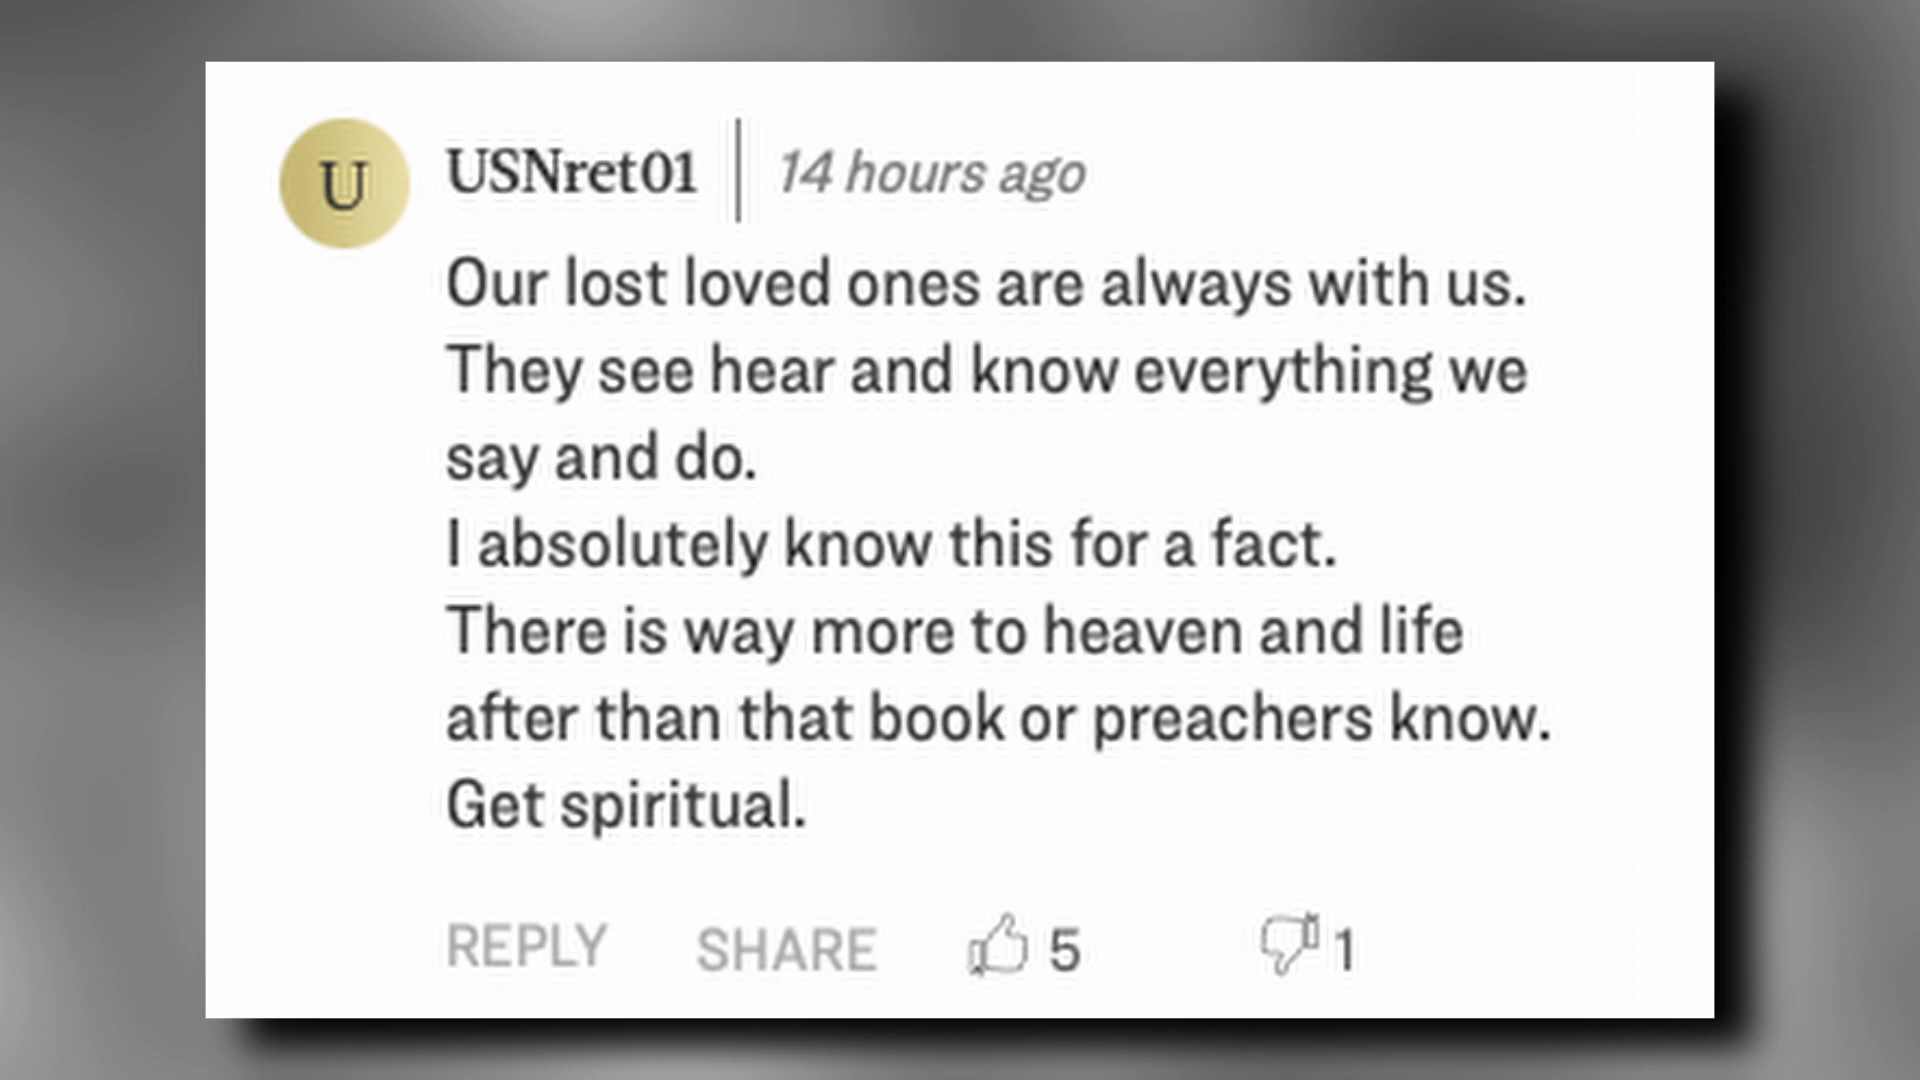 U
USNret01 | 14 hours ago
Our lost loved ones are always with us.
They see hear and know everything we
say and do.
I absolutely know this for a fact.
There is way more to heaven and life
after than that book or preachers know.
Get spiritual.
REPLY SHARE 5 1